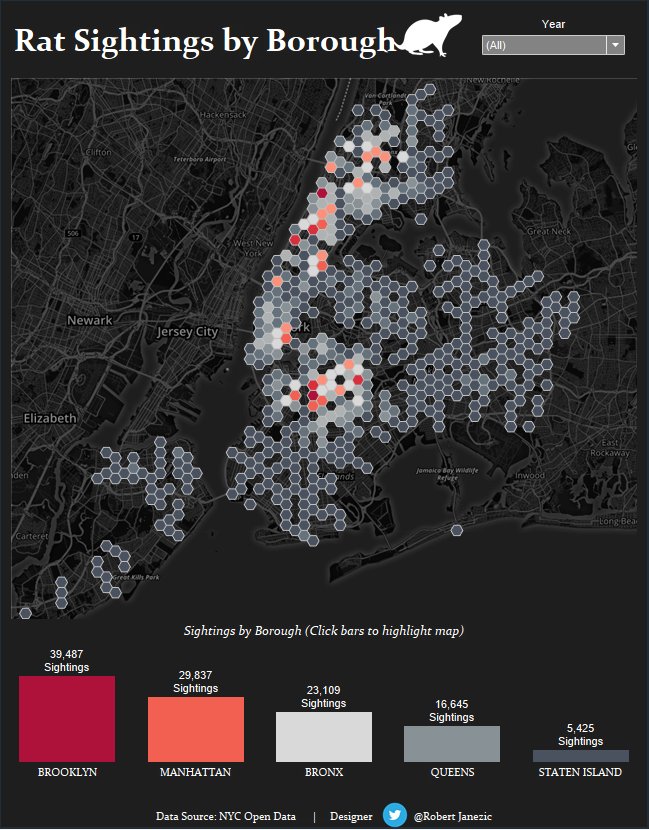 Rat Sightings by Borough
Year
(All)
New Rochelle
Van Cortlandt
Park
Hackensack
Clifton
Teterboro Airport
506
17
Great Neck
West New
York
Newark
Jersey City
Elizabeth
East
Rockaway
Jamaica Bay Wildlife
Refuge
Inwood
Long Bea
Carteret
Great Kills Park
Sightings by Borough (Click bars to highlight map)
39,487
Sightings
29,837
Sightings
23,109
Sightings
16,645
Sightings
5,425
Sightings
BROOKLYN
MANHATTAN
BRONX
QUEENS
STATEN ISLAND
Data Source: NYC Open Data | Designer @Robert Janezic